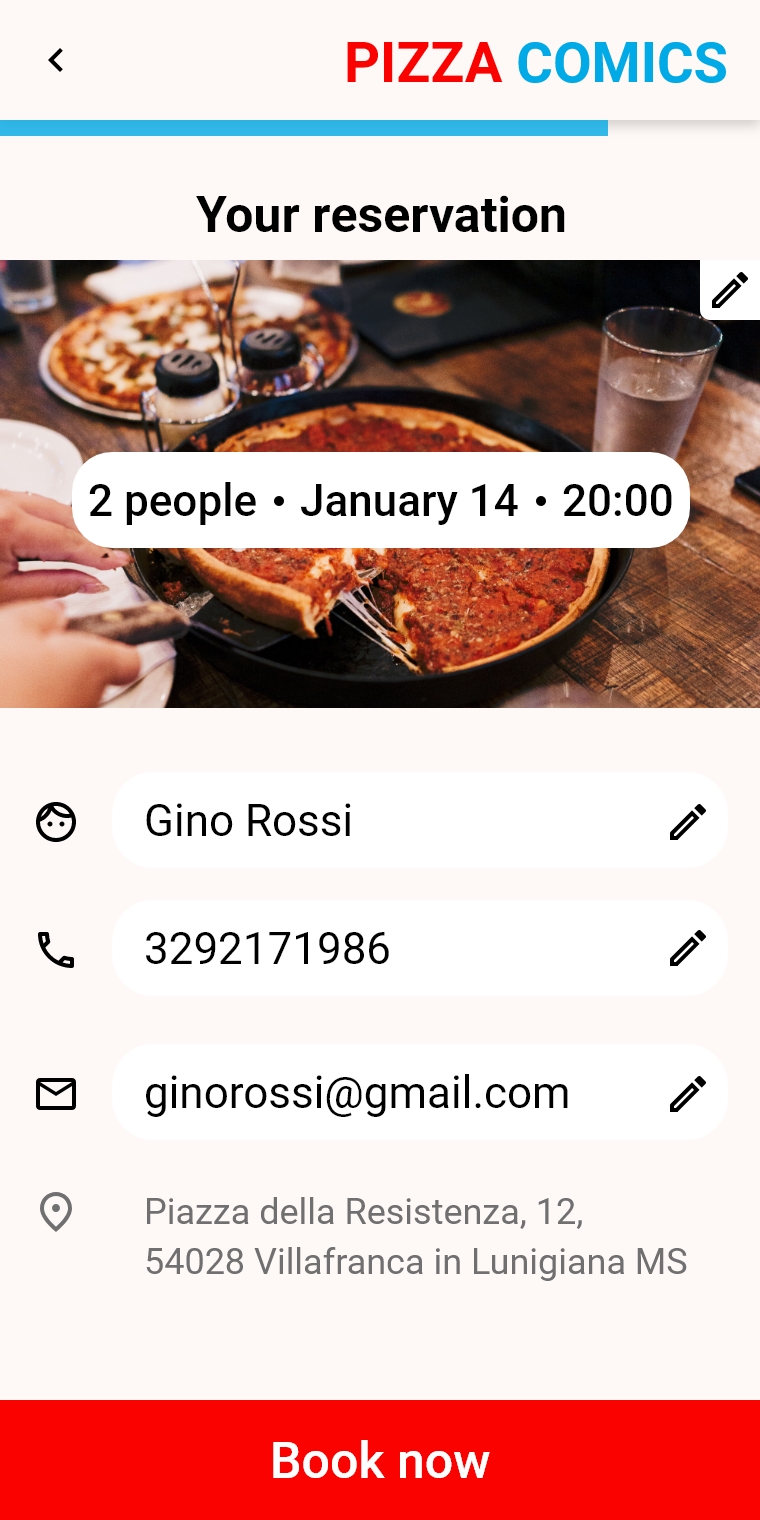 PIZZA COMICS
Your reservation
2 people • January 14 • 20:00
Gino Rossi
3292171986
ginorossi@gmail.com
Piazza della Resistenza, 12,
54028 Villafranca in Lunigiana MS
Book now